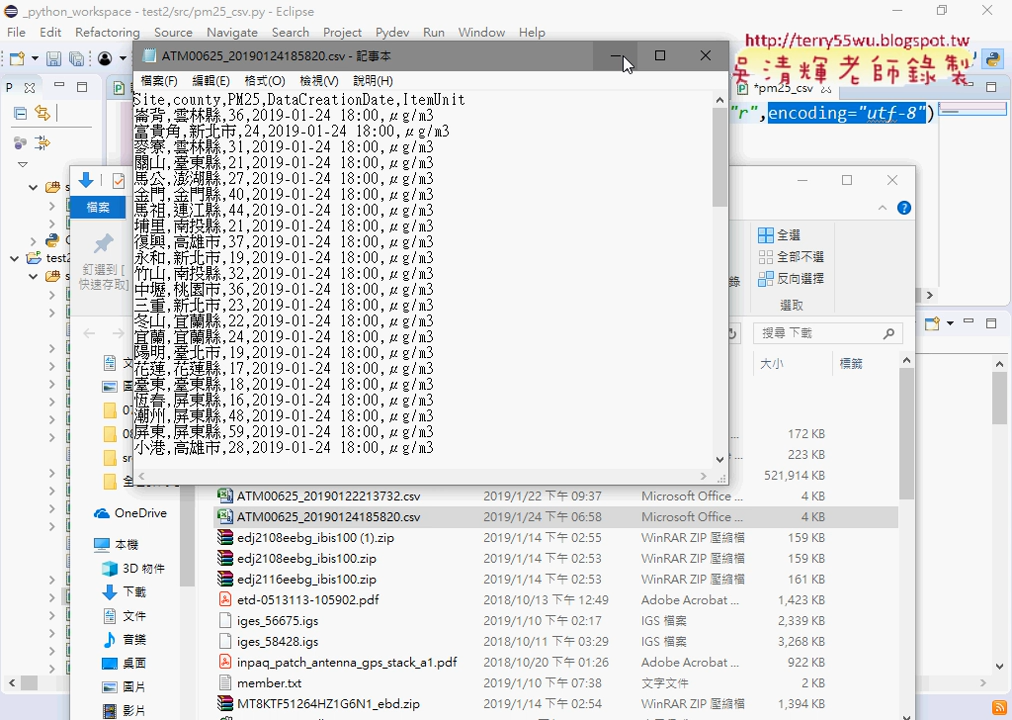 _python_workspace - test2/src/pm25_csv.py - Eclipse
File Edit Refactoring Source Navigate Search Project Pydev Run Window Help
http://terry55wu.blogspot.tw
吳清輝老師錄製
ATM00625_20190124185820.csv - 記事本
檔案(F) 編輯(E) 格式(O) 檢視(V) 說明(H)
P
*pm25_csv
"r",encoding="utf-8")
Site,county,PM25,DataCreationDate,ItemUnit
崙背,雲林縣,36,2019-01-24 18:00,μg/m3
富貴角,新北市,24,2019-01-24 18:00,μg/m3
麥寮,雲林縣,31,2019-01-24 18:00,μg/m3
關山,臺東縣,21,2019-01-24 18:00,μg/m3
馬公,澎湖縣,27,2019-01-24 18:00,μg/m3
金門,金門縣,40,2019-01-24 18:00,μg/m3
馬祖,連江縣,44,2019-01-24 18:00,μg/m3
埔里,南投縣,21,2019-01-24 18:00,μg/m3
復興,高雄市,37,2019-01-24 18:00,μg/m3
永和,新北市,19,2019-01-24 18:00,μg/m3
竹山,南投縣,32,2019-01-24 18:00,μg/m3
中壢,桃園市,36,2019-01-24 18:00,μg/m3
三重,新北市,23,2019-01-24 18:00,μg/m3
冬山,宜蘭縣,22,2019-01-24 18:00,μg/m3
宜蘭,宜蘭縣,24,2019-01-24 18:00,μg/m3
陽明,臺北市,19,2019-01-24 18:00,μg/m3
花蓮,花蓮縣,17,2019-01-24 18:00,μg/m3
臺東,臺東縣,18,2019-01-24 18:00,μg/m3
恆春,屏東縣,16,2019-01-24 18:00,μg/m3
潮州,屏東縣,48,2019-01-24 18:00,μg/m3
屏東,屏東縣,59,2019-01-24 18:00,μg/m3
小港,高雄市,28,2019-01-24 18:00,μg/m3
test2
檔案
釘選到 [
快速存取]
全選
全部不選
反向選擇
選取
錄
搜尋 下載
大小 標籤
172 KB
223 KB
521,914 KB
ATM00625_20190122213732.csv 2019/1/22 下午 09:37 Microsoft Office ... 4 KB
ATM00625_20190124185820.csv 2019/1/24 下午 06:58 Microsoft Office ... 4 KB
edj2108eebg_ibis100 (1).zip 2019/1/14 下午 02:55 WinRAR ZIP 壓縮檔 159 KB
edj2108eebg_ibis100.zip 2019/1/14 下午 02:53 WinRAR ZIP 壓縮檔 159 KB
edj2116eebg_ibis100.zip 2019/1/14 下午 02:53 WinRAR ZIP 壓縮檔 161 KB
etd-0513113-105902.pdf 2018/10/13 下午 12:49 Adobe Acrobat ... 1,423 KB
iges_56675.igs 2019/1/10 下午 02:17 IGS 檔案 2,339 KB
iges_58428.igs 2018/10/11 下午 03:29 IGS 檔案 3,268 KB
inpaq_patch_antenna_gps_stack_a1.pdf 2018/10/20 下午 01:26 Adobe Acrobat ... 922 KB
member.txt 2019/1/10 下午 07:38 文字文件 2 KB
MT8KTF51264HZ1G6N1_ebd.zip 2019/1/14 下午 02:54 WinRAR ZIP 壓縮檔 1,394 KB
OneDrive
本機
3D 物件
下載
文件
音樂
桌面
圖片
影片